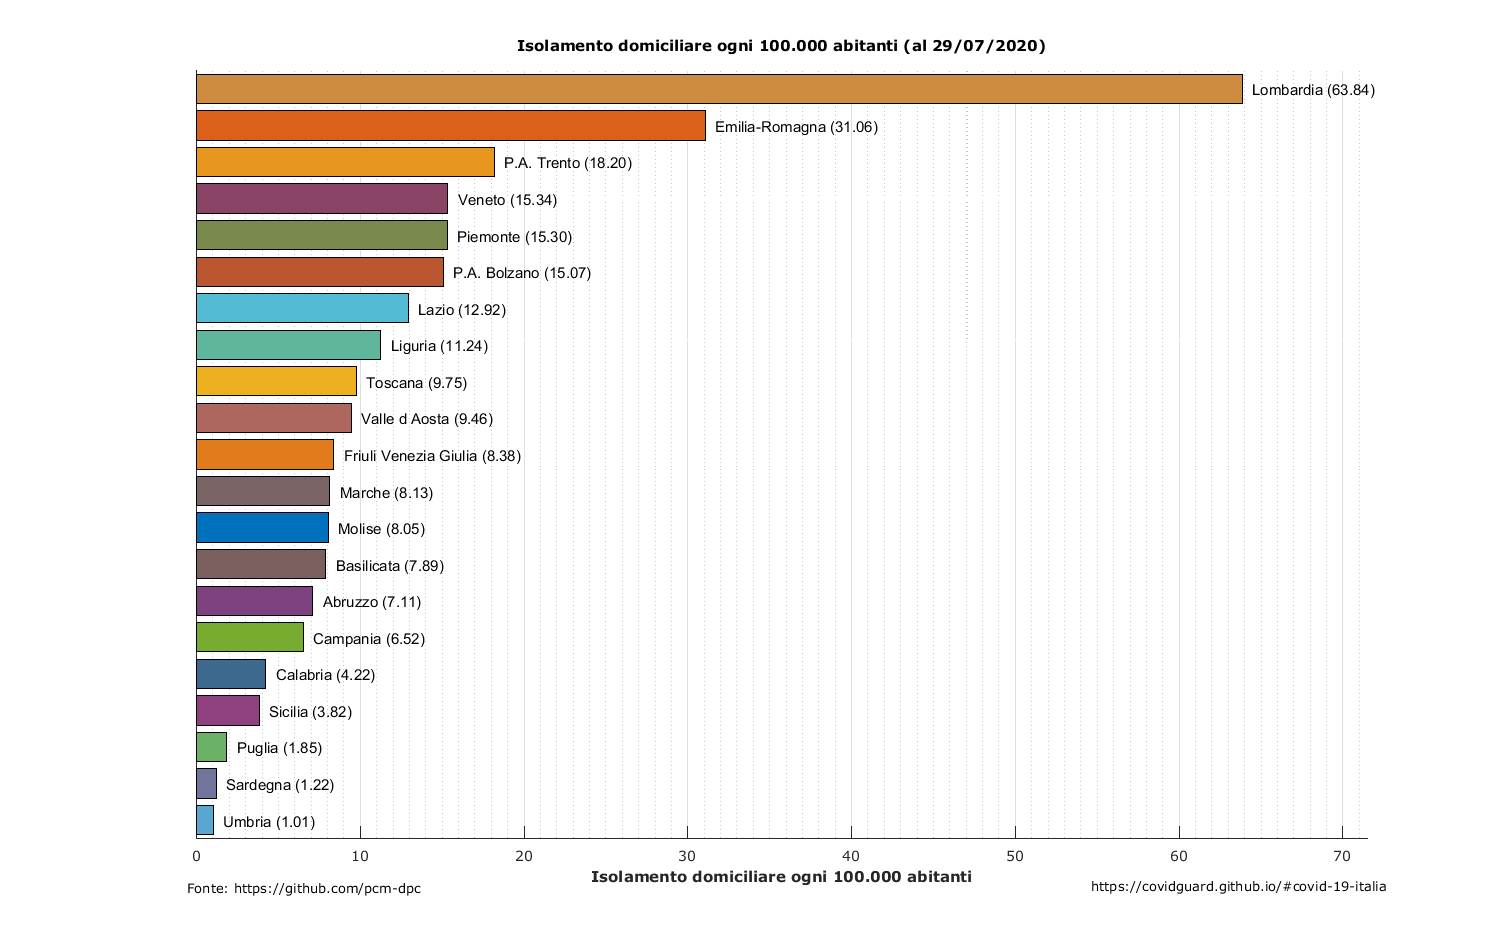 Isolamento domiciliare ogni 100.000 abitanti (al 29/07/2020)
Lombardia (63.84)
Emilia-Romagna (31.06)
P.A. Trento (18.20)
Veneto (15.34)
Piemonte (15.30)
P.A. Bolzano (15.07)
Lazio (12.92)
Liguria (11.24)
Toscana (9.75)
Valle d Aosta (9.46)
Friuli Venezia Giulia (8.38)
Marche (8.13)
Molise (8.05)
Basilicata (7.89)
Abruzzo (7.11)
Campania (6.52)
Calabria (4.22)
Sicilia (3.82)
Puglia (1.85)
Sardegna (1.22)
Umbria (1.01)
0 10 20 30 40 50 60 70
Isolamento domiciliare ogni 100.000 abitanti
Fonte: https://github.com/pcm-dpc
https://covidguard.github.io/#covid-19-italia